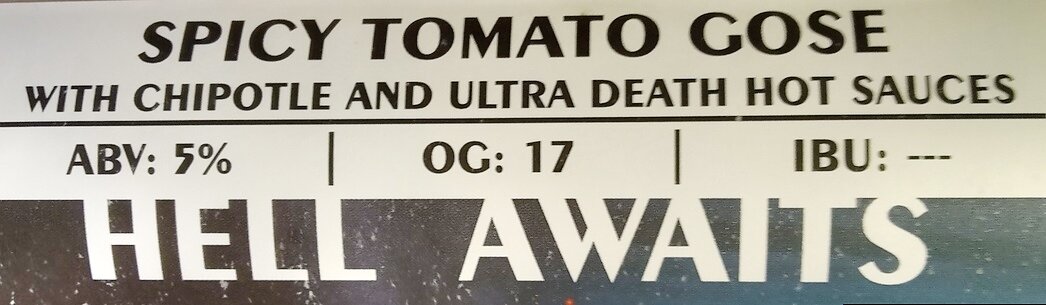 SPICY TOMATO GOSE
WITH CHIPOTLE AND ULTRA DEATH HOT SAUCES
ABV: 5% | OG: 17 | IBU: ---
HELL AWAITS